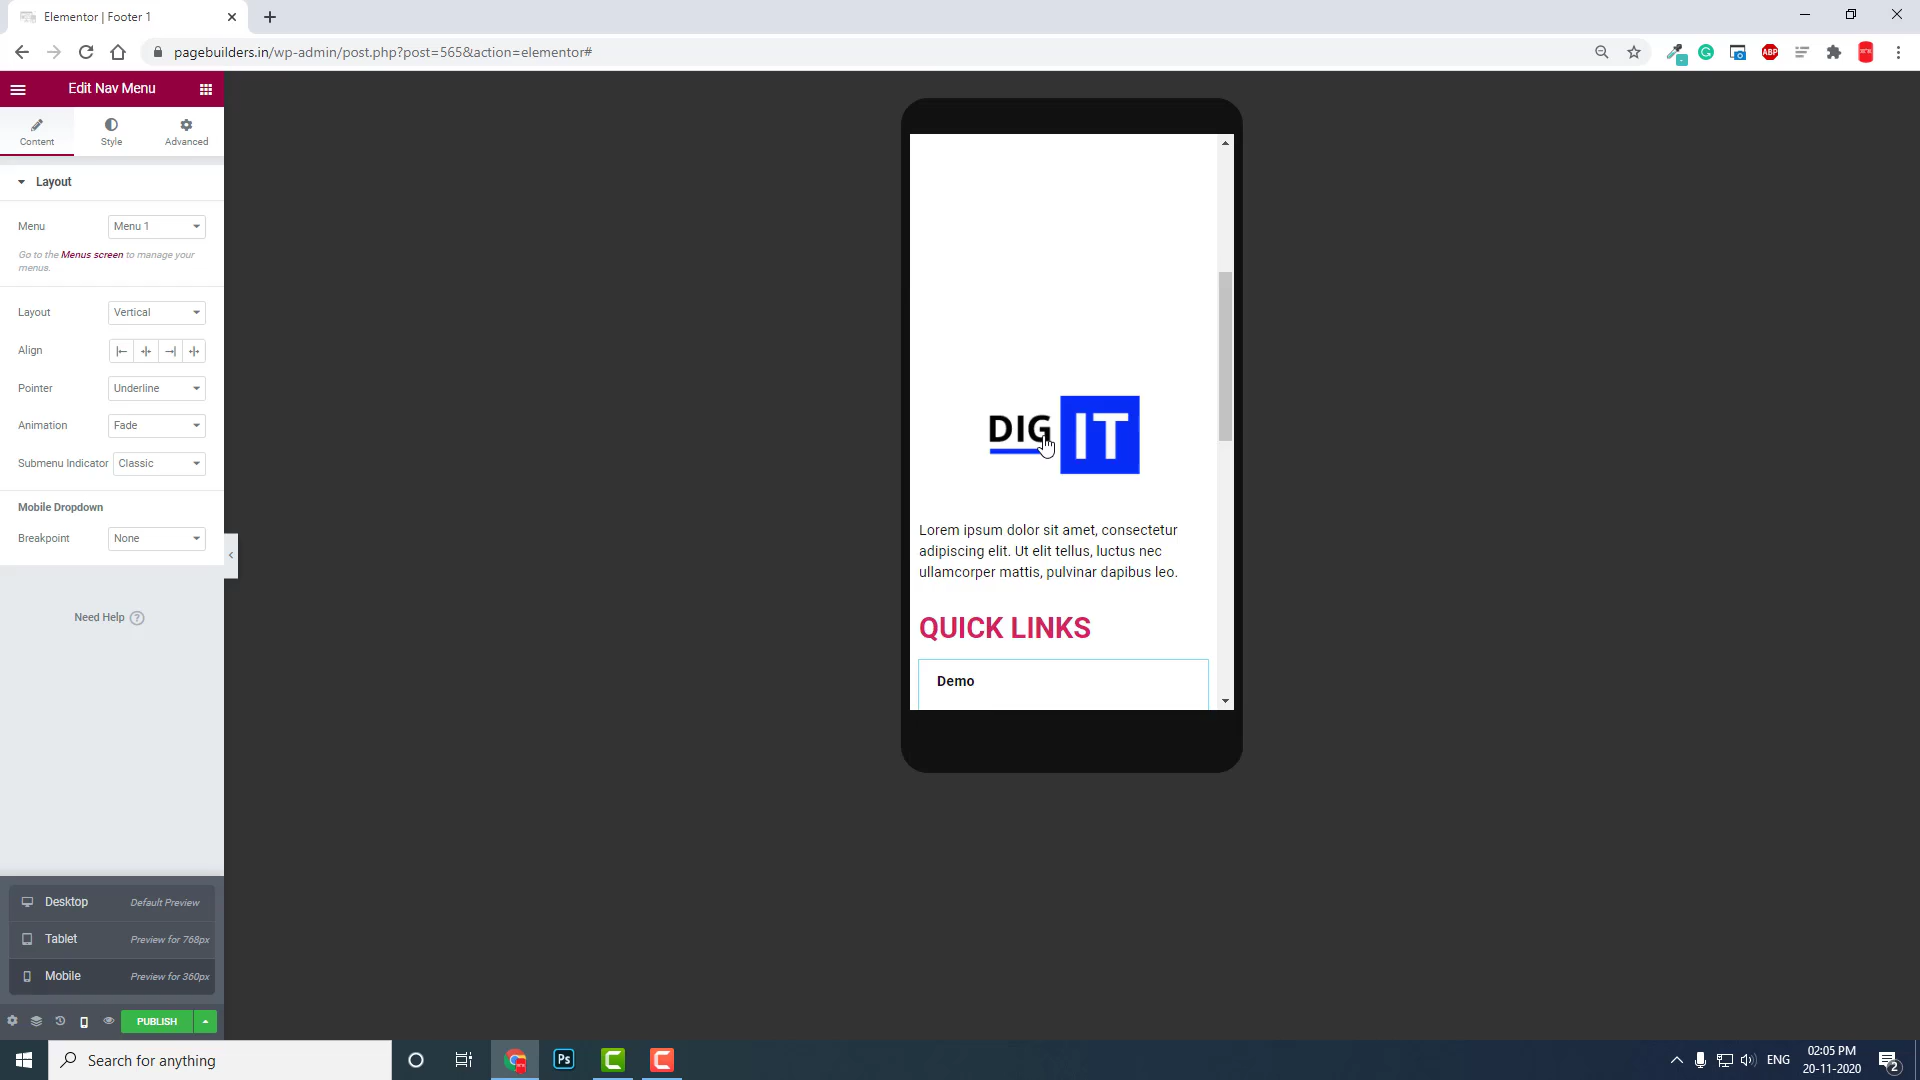 Elementor | Footer 1
pagebuilders.in/wp-admin/post.php?post=565&action=elementor#
ABP
Edit Nav Menu
Content
Style
Advanced
Layout
Menu
Menu 1
Go to the Menus screen to manage your
menus.
Layout
Vertical
Align
Pointer
Underline
Animation
Fade
Submenu Indicator
Classic
Mobile Dropdown
Breakpoint
None
Need Help ?
Desktop
Default Preview
Tablet
Preview for 768px
Mobile
Preview for 360px
PUBLISH
DIG IT
Lorem ipsum dolor sit amet, consectetur
adipiscing elit. Ut elit tellus, luctus nec
ullamcorper mattis, pulvinar dapibus leo.
QUICK LINKS
Demo
Search for anything
Ps
ENG
02:05 PM
20-11-2020
2